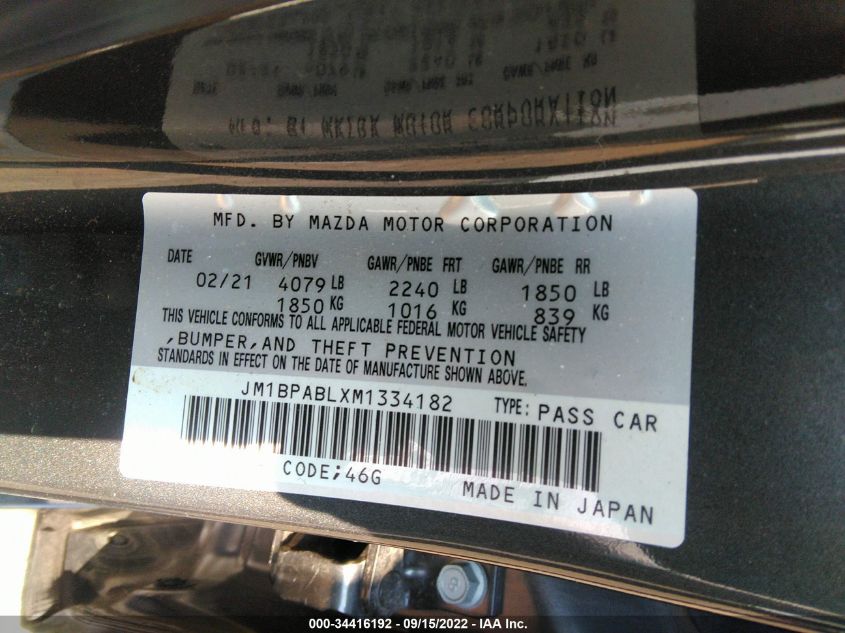 MFD. BY MAZDA MOTOR CORPORATION
DATE GVWR/PNBV GAWR/PNBE FRT GAWR/PNBE RR
02/21 4079 LB 2240 LB 1850 LB
1850 KG 1016 KG 839 KG
THIS VEHICLE CONFORMS TO ALL APPLICABLE FEDERAL MOTOR VEHICLE SAFETY
,BUMPER,AND THEFT PREVENTION
STANDARDS IN EFFECT ON THE DATE OF MANUFACTURE SHOWN ABOVE.
JM1BPABLXM1334182 TYPE: PASS CAR
CODE;46G
MADE IN JAPAN
000-34416192 - 09/15/2022 - IAA Inc.